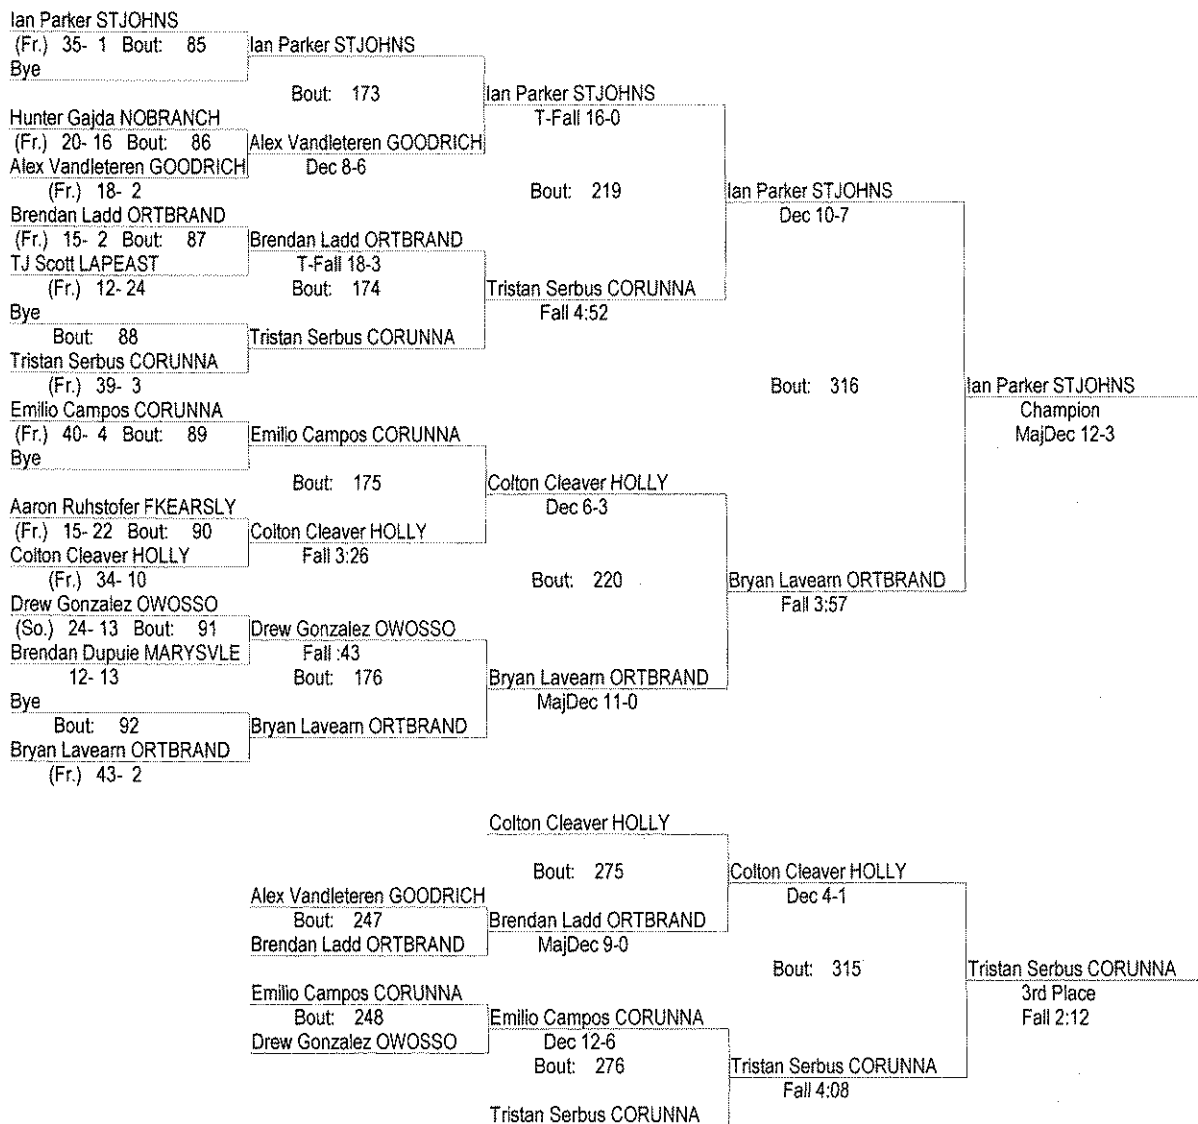 Ian Parker STJOHNS
(Fr.) 35- 1 Bout: 85 Ian Parker STJOHNS
Bye
Bout: 173 Ian Parker STJOHNS
T-Fall 16-0
Hunter Gajda NOBRANCH
(Fr.) 20- 16 Bout: 86 Alex Vandleteren GOODRICH
Alex Vandleteren GOODRICH Dec 8-6
(Fr.) 18- 2 Bout: 219 Ian Parker STJOHNS
Dec 10-7
Brendan Ladd ORTBRAND
(Fr.) 15- 2 Bout: 87 Brendan Ladd ORTBRAND
TJ Scott LAPEAST T-Fall 18-3
(Fr.) 12- 24 Bout: 174 Tristan Serbus CORUNNA
Bye Fall 4:52
Bout: 88 Tristan Serbus CORUNNA
Tristan Serbus CORUNNA
(Fr.) 39- 3 Bout: 316 Ian Parker STJOHNS
Emilio Campos CORUNNA Champion
(Fr.) 40- 4 Bout: 89 Emilio Campos CORUNNA MajDec 12-3
Bye
Bout: 175 Colton Cleaver HOLLY
Aaron Ruhstofer FKEARSLY Dec 6-3
(Fr.) 15- 22 Bout: 90 Colton Cleaver HOLLY
Colton Cleaver HOLLY Fall 3:26
(Fr.) 34- 10 Bout: 220 Bryan Lavearn ORTBRAND
Drew Gonzalez OWOSSO Fall 3:57
(So.) 24- 13 Bout: 91 Drew Gonzalez OWOSSO
Brendan Dupuie MARYSVLE Fall :43
12- 13 Bout: 176 Bryan Lavearn ORTBRAND
Bye MajDec 11-0
Bout: 92 Bryan Lavearn ORTBRAND
Bryan Lavearn ORTBRAND
(Fr.) 43- 2
Colton Cleaver HOLLY
Bout: 275 Colton Cleaver HOLLY
Alex Vandleteren GOODRICH Dec 4-1
Bout: 247 Brendan Ladd ORTBRAND
Brendan Ladd ORTBRAND MajDec 9-0
Bout: 315 Tristan Serbus CORUNNA
Emilio Campos CORUNNA 3rd Place
Bout: 248 Emilio Campos CORUNNA Fall 2:12
Drew Gonzalez OWOSSO Dec 12-6
Bout: 276 Tristan Serbus CORUNNA
Fall 4:08
Tristan Serbus CORUNNA